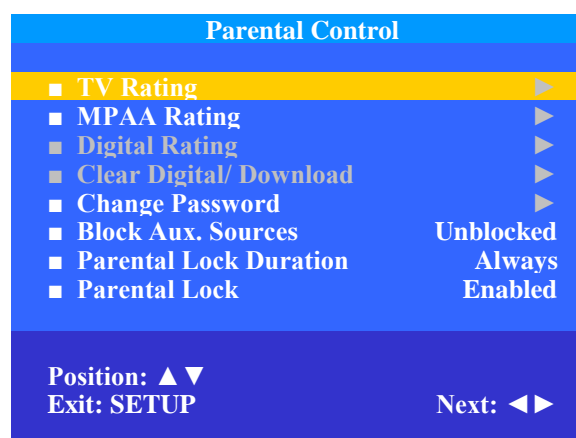 Parental Control
■ TV Rating ▶
■ MPAA Rating ▶
■ Digital Rating ▶
■ Clear Digital/ Download ▶
■ Change Password ▶
■ Block Aux. Sources Unblocked
■ Parental Lock Duration Always
■ Parental Lock Enabled
Position: ▲▼
Exit: SETUP Next: ◀▶